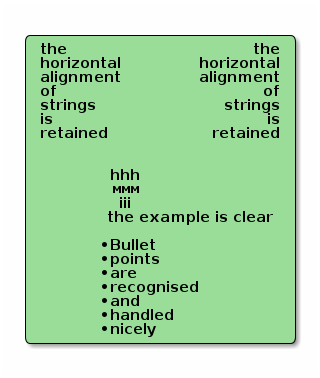 the
horizontal
alignment
of
strings
is
retained
the
horizontal
alignment
of
strings
is
retained
hhh
ммм
iii
the example is clear
•Bullet
•points
•are
•recognised
•and
•handled
•nicely